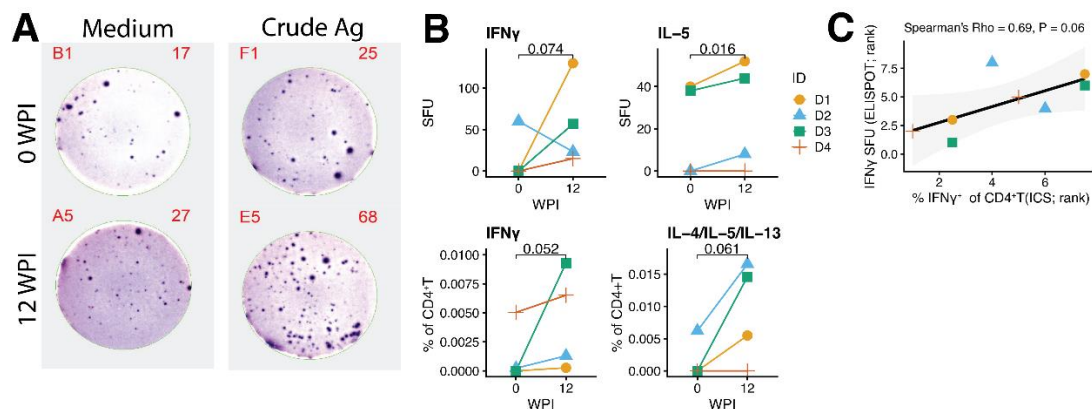 A
Medium
Crude Ag
0 WPI
B1 17
F1 25
12 WPI
A5 27
E5 68
B
IFNγ
0.074
SFU
100
50
0
0 12
WPI
IL−5
0.016
SFU
40
20
0
0 12
WPI
ID
D1
D2
D3
D4
IFNγ
0.052
% of CD4⁺T
0.0100
0.0075
0.0050
0.0025
0.0000
0 12
WPI
IL−4/IL−5/IL−13
0.061
% of CD4+T
0.015
0.010
0.005
0.000
0 12
WPI
C
Spearman's Rho = 0.69, P = 0.06
IFNγ SFU (ELISPOT; rank)
7.5
5.0
2.5
0.0
2 4 6
% IFNγ⁺ of CD4⁺T(ICS; rank)